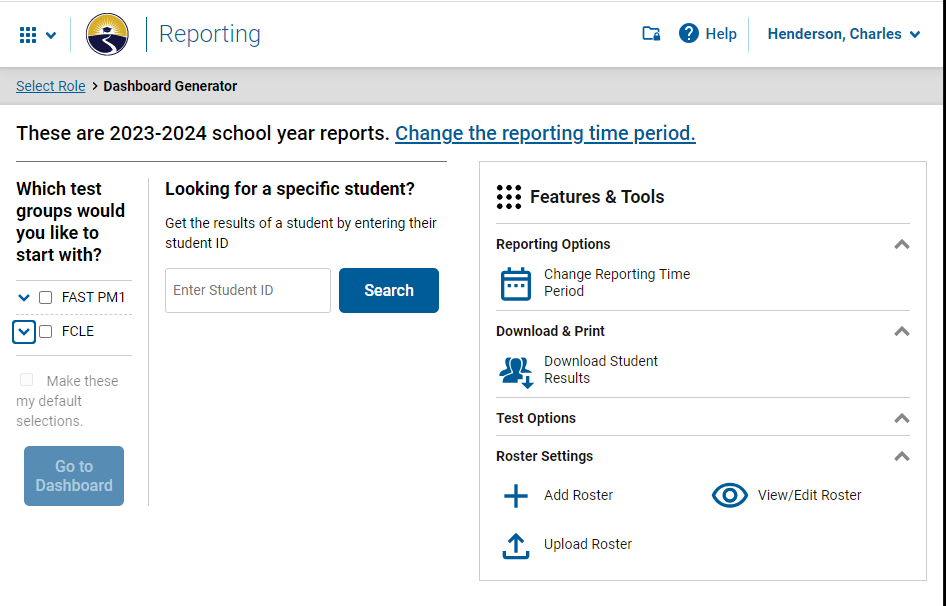 Reporting
Help
Henderson, Charles
Select Role > Dashboard Generator
These are 2023-2024 school year reports. Change the reporting time period.
Which test
groups would
you like to
start with?
FAST PM1
FCLE
Make these
my default
selections.
Go to
Dashboard
Looking for a specific student?
Get the results of a student by entering their
student ID
Enter Student ID
Search
Features & Tools
Reporting Options
Change Reporting Time
Period
Download & Print
Download Student
Results
Test Options
Roster Settings
Add Roster
View/Edit Roster
Upload Roster